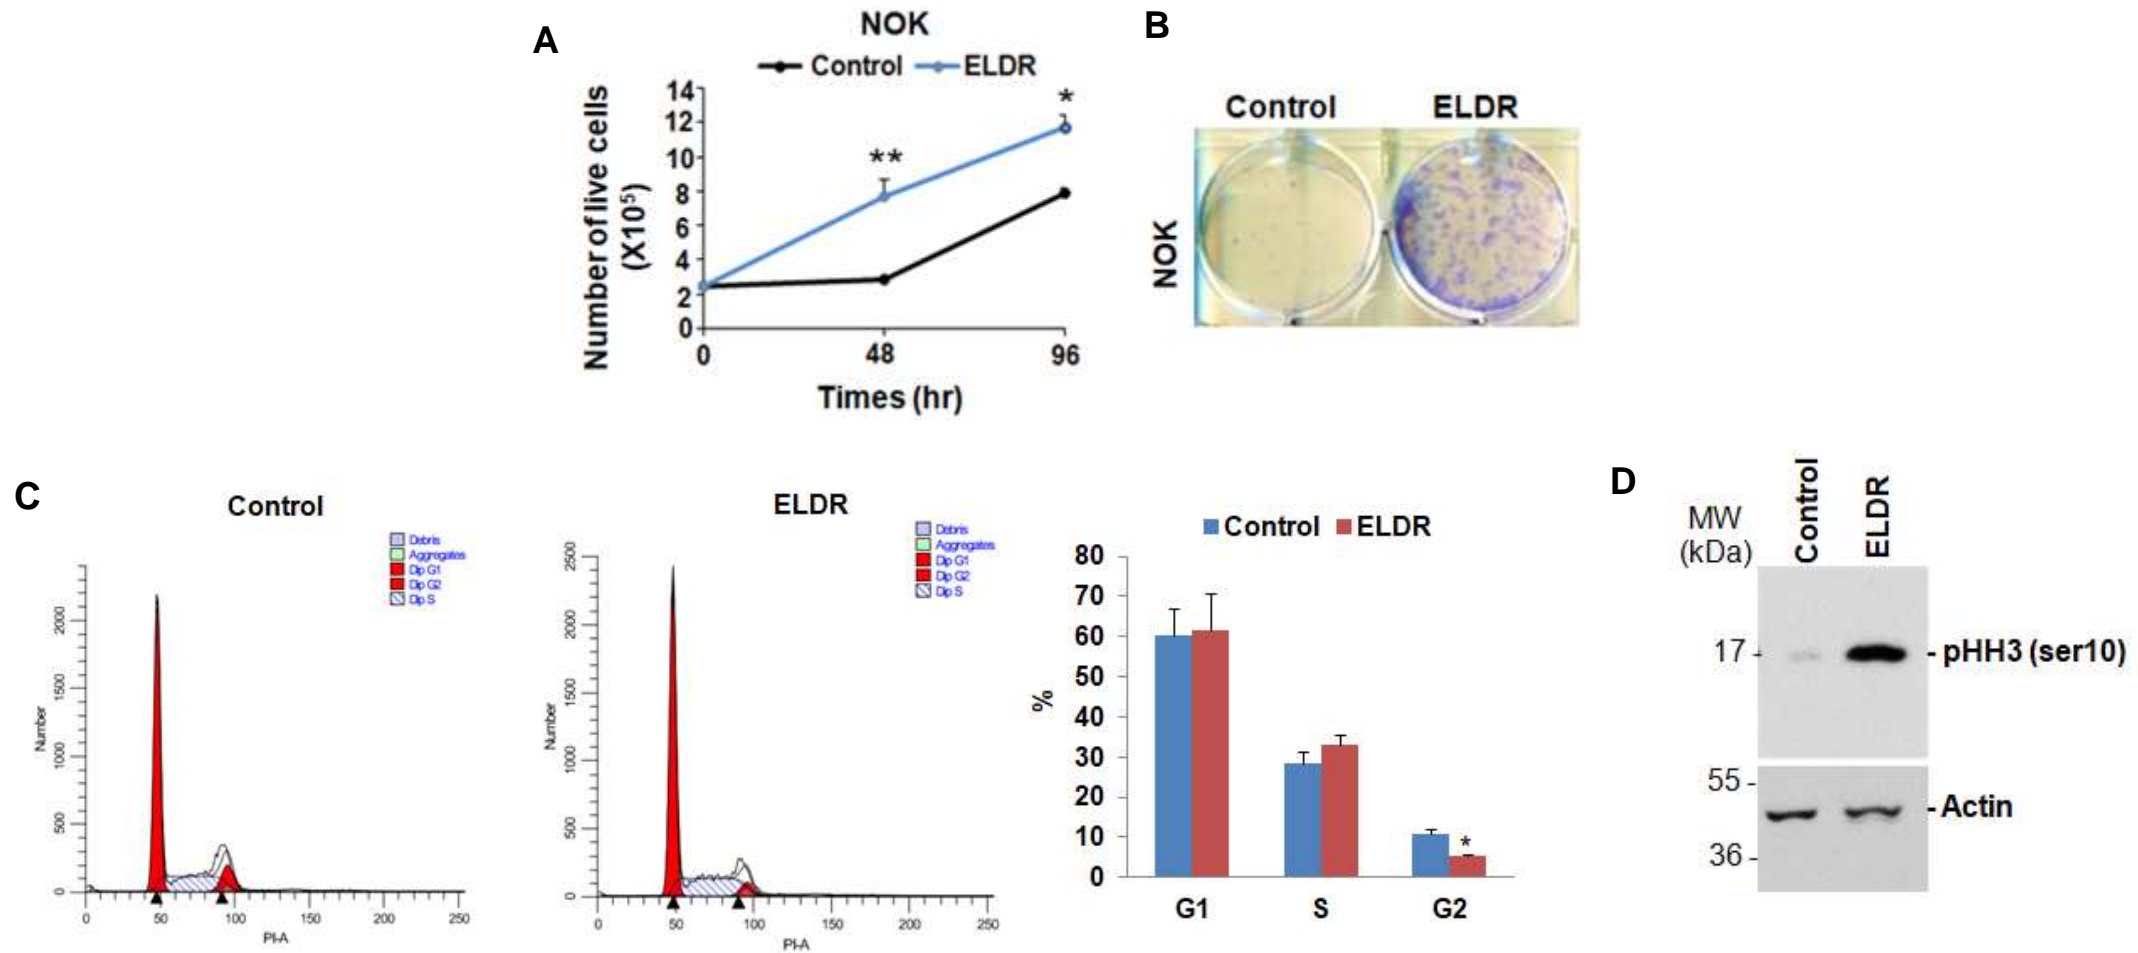 A
NOK
Control ELDR
Number of live cells
(X10⁵)
14
12
10
8
6
4
2
0
**
*
0 48 96
Times (hr)
B
Control ELDR
NOK
C
Control
Debris
Aggregates
Dip G1
Dip G2
Dip S
Number
2000
1500
1000
500
0
0 50 100 150 200 250
PI-A
ELDR
Debris
Aggregates
Dip G1
Dip G2
Dip S
Number
2500
2000
1500
1000
500
0
0 50 100 150 200 250
PI-A
Control ELDR
%
80
70
60
50
40
30
20
10
0
*
G1 S G2
D
MW
(kDa)
Control
ELDR
17 -
- pHH3 (ser10)
55 -
- Actin
36 -